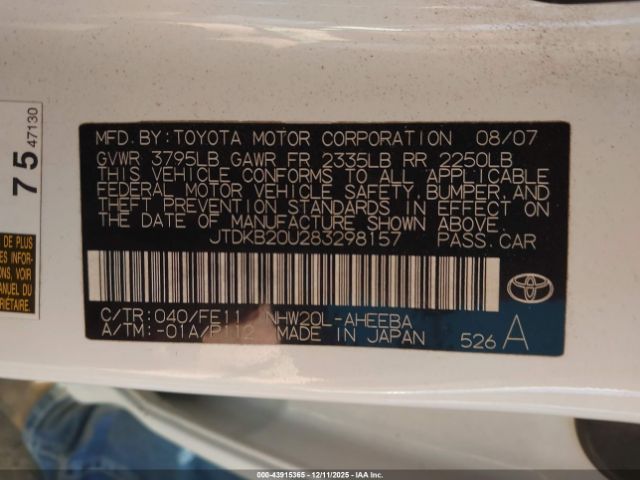 MFD. BY: TOYOTA MOTOR CORPORATION 08/07
GVWR 3795LB GAWR FR 2335LB RR 2250LB
THIS VEHICLE CONFORMS TO ALL APPLICABLE
FEDERAL MOTOR VEHICLE SAFETY, BUMPER, AND
THEFT PREVENTION STANDARDS IN EFFECT ON
THE DATE OF MANUFACTURE SHOWN ABOVE.
JTDKB20U283298157 PASS. CAR
C/TR: 040/FE11 NHW20L-AHEEBA
A/TM: -01A/P112 MADE IN JAPAN
526 A
75 47130
DE PLUS
S, VOIR
NUEL DU
RIÉTAIRE.
000-43915365 - 12/11/2025 - IAA Inc.